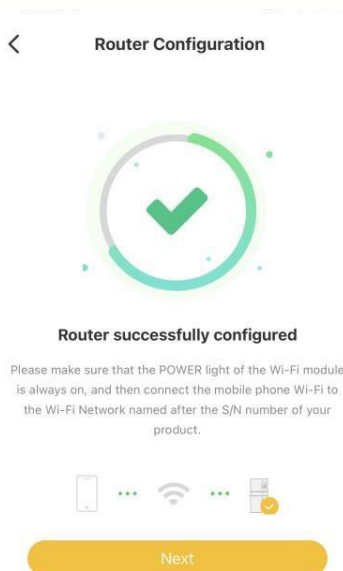 Router Configuration
Router successfully configured
Please make sure that the POWER light of the Wi-Fi module
is always on, and then connect the mobile phone Wi-Fi to
the Wi-Fi Network named after the S/N number of your
product.
Next